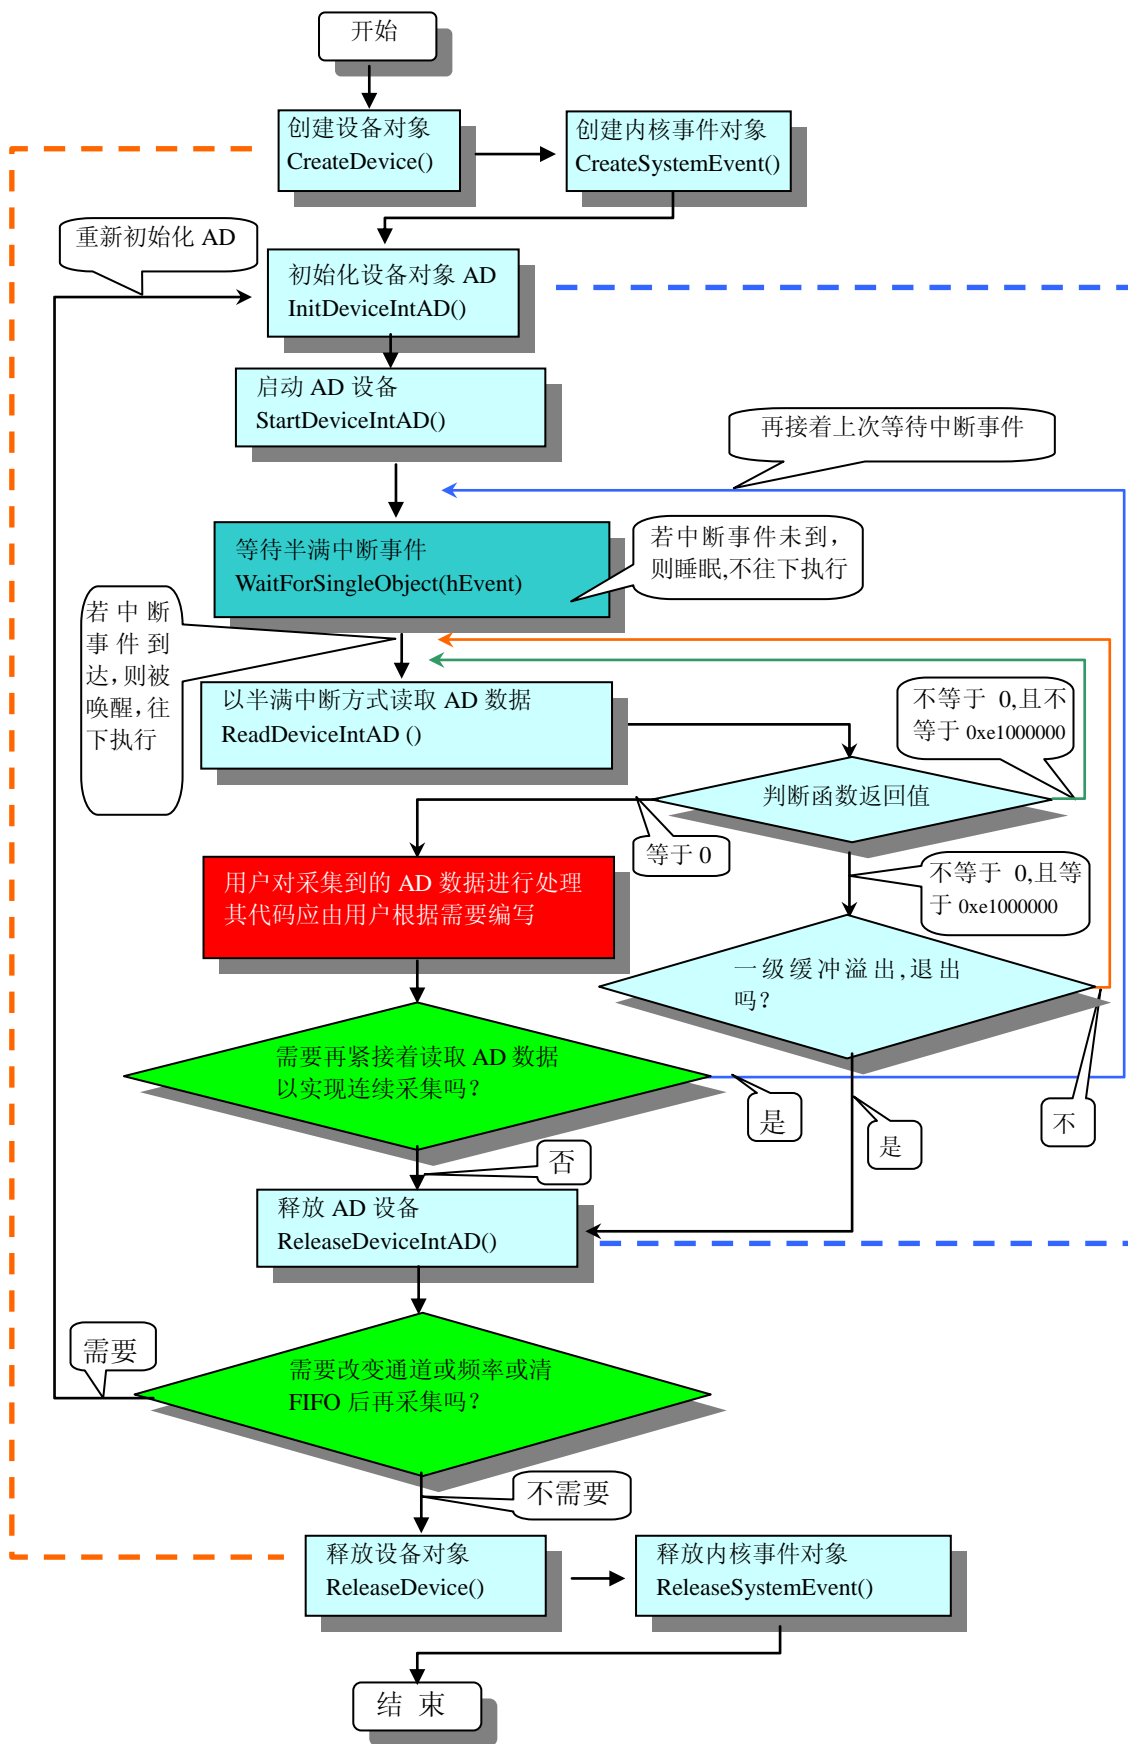 开始
创建设备对象
CreateDevice()
创建内核事件对象
CreateSystemEvent()
重新初始化 AD
初始化设备对象 AD
InitDeviceIntAD()
启动 AD 设备
StartDeviceIntAD()
再接着上次等待中断事件
等待半满中断事件
WaitForSingleObject(hEvent)
若中断事件未到，
则睡眠,不往下执行
若中断
事件到
达,则被
唤醒,往
下执行
以半满中断方式读取 AD 数据
ReadDeviceIntAD ()
不等于 0,且不
等于 0xe1000000
判断函数返回值
等于 0
不等于 0,且等
于 0xe1000000
用户对采集到的 AD 数据进行处理
其代码应由用户根据需要编写
一级缓冲溢出,退出
吗？
需要再紧接着读取 AD 数据
以实现连续采集吗？
是
是
不
否
释放 AD 设备
ReleaseDeviceIntAD()
需要
需要改变通道或频率或清
FIFO 后再采集吗？
不需要
释放设备对象
ReleaseDevice()
释放内核事件对象
ReleaseSystemEvent()
结 束